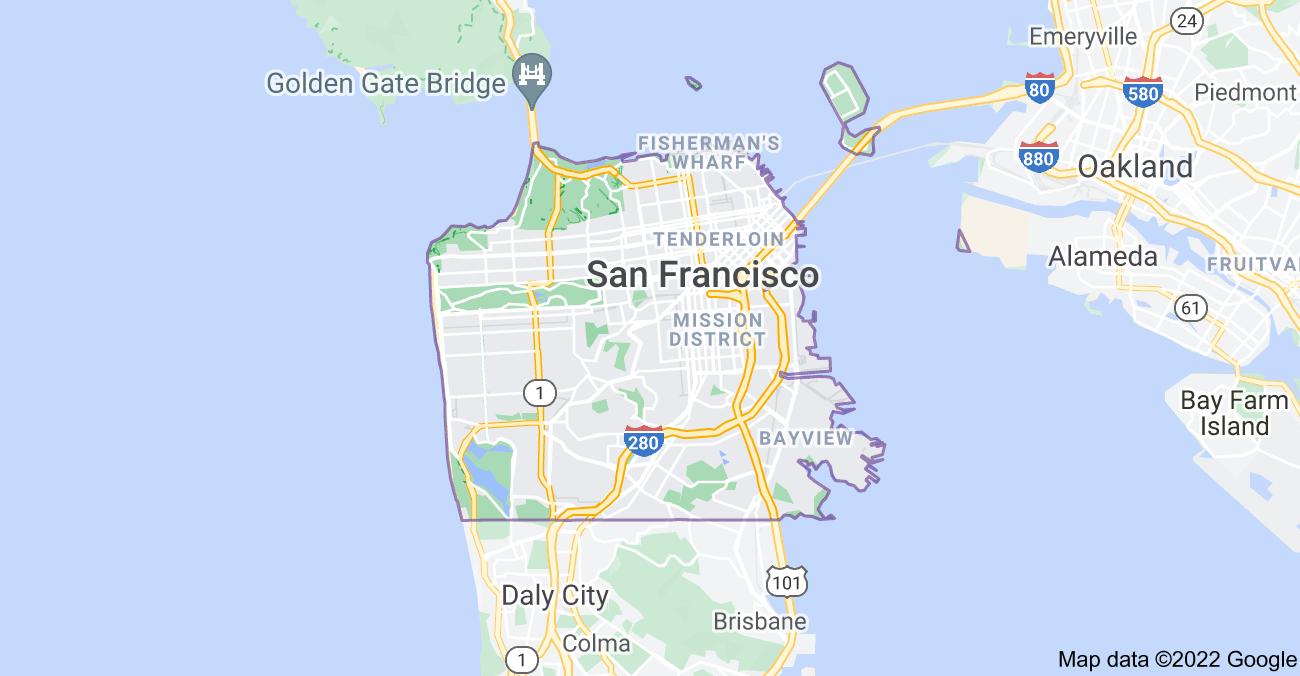 24
Emeryville
Golden Gate Bridge
80
580
Piedmont
FISHERMAN'S
WHARF
880
Oakland
TENDERLOIN
Alameda
FRUITVA
San Francisco
61
MISSION
DISTRICT
1
Bay Farm
Island
280
BAYVIEW
101
Daly City
Brisbane
Colma
1
Map data ©2022 Google